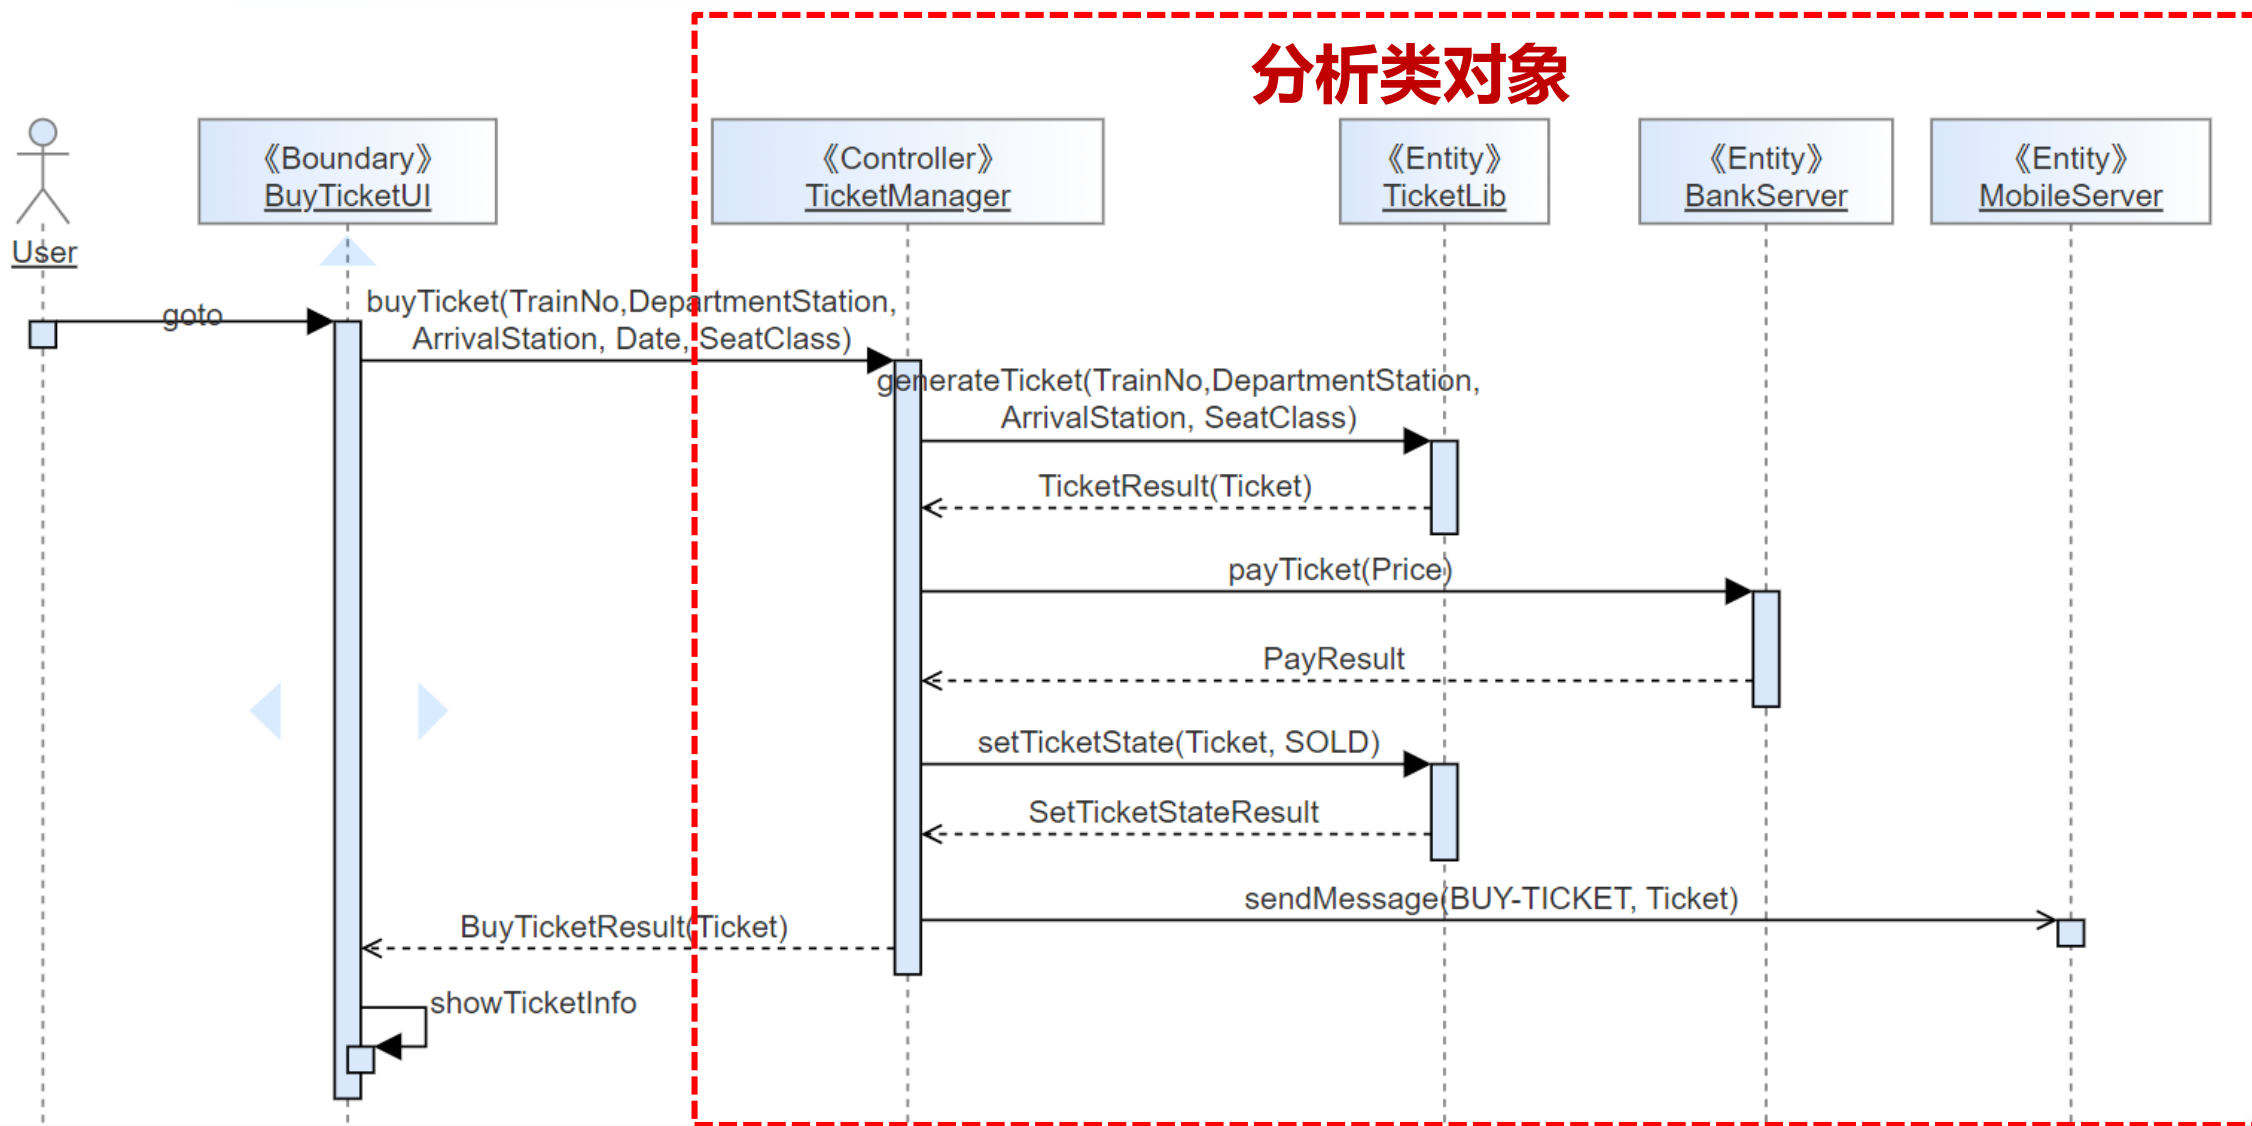 分析类对象
《Boundary》
BuyTicketUI
《Controller》
TicketManager
《Entity》
TicketLib
《Entity》
BankServer
《Entity》
MobileServer
User
goto
buyTicket(TrainNo,DepartmentStation,
ArrivalStation, Date, SeatClass)
generateTicket(TrainNo,DepartmentStation,
ArrivalStation, SeatClass)
TicketResult(Ticket)
payTicket(Price)
PayResult
setTicketState(Ticket, SOLD)
SetTicketStateResult
sendMessage(BUY-TICKET, Ticket)
BuyTicketResult(Ticket)
showTicketInfo